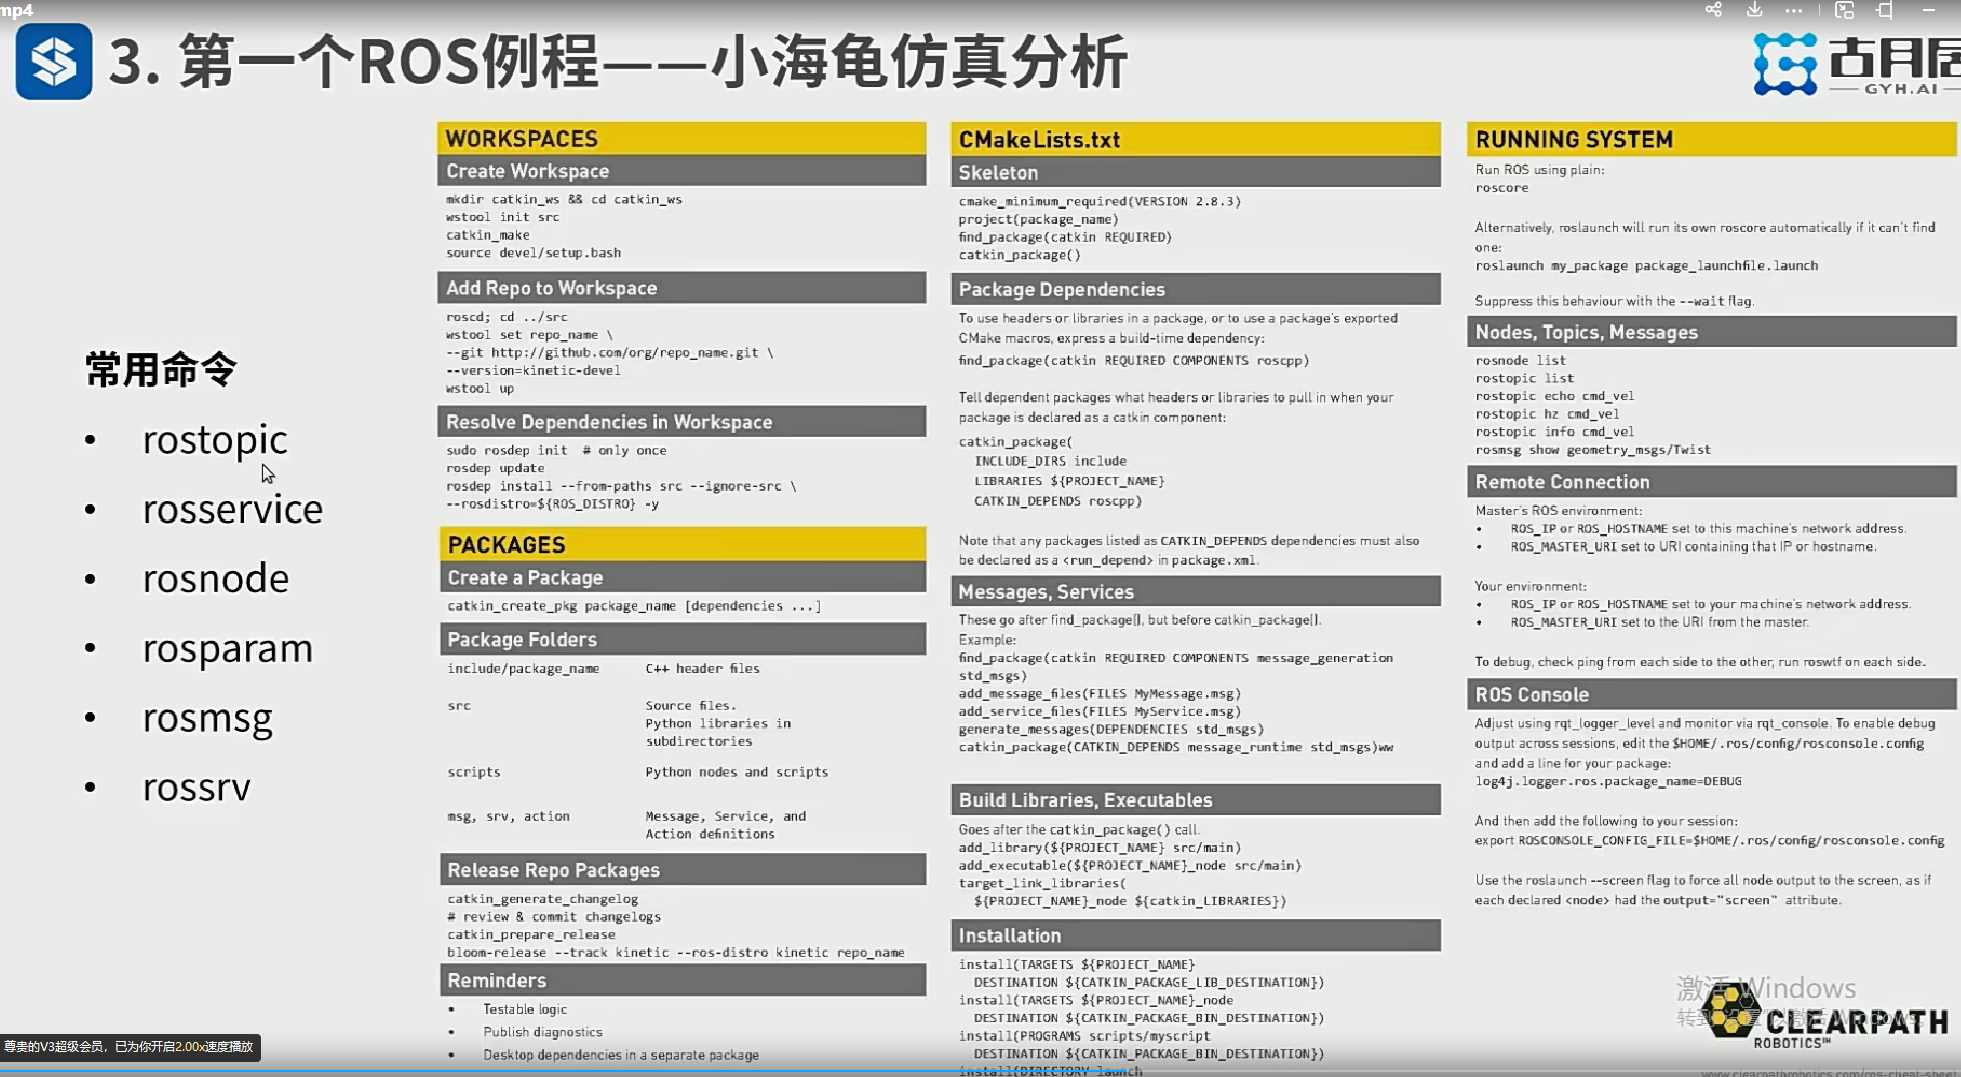 mp4
3. 第一个ROS例程——小海龟仿真分析
古月居
GYH.AI
常用命令
• rostopic
• rosservice
• rosnode
• rosparam
• rosmsg
• rossrv
WORKSPACES
Create Workspace
mkdir catkin_ws && cd catkin_ws
wstool init src
catkin_make
source devel/setup.bash
Add Repo to Workspace
roscd; cd ../src
wstool set repo_name \
--git http://github.com/org/repo_name.git \
--version=kinetic-devel
wstool up
Resolve Dependencies in Workspace
sudo rosdep init # only once
rosdep update
rosdep install --from-paths src --ignore-src \
--rosdistro=${ROS_DISTRO} -y
PACKAGES
Create a Package
catkin_create_pkg package_name [dependencies ...]
Package Folders
include/package_name C++ header files
src Source files.
Python libraries in
subdirectories
scripts Python nodes and scripts
msg, srv, action Message, Service, and
Action definitions
Release Repo Packages
catkin_generate_changelog
# review & commit changelogs
catkin_prepare_release
bloom-release --track kinetic --ros-distro kinetic repo_name
Reminders
• Testable logic
• Publish diagnostics
• Desktop dependencies in a separate package
CMakeLists.txt
Skeleton
cmake_minimum_required(VERSION 2.8.3)
project(package_name)
find_package(catkin REQUIRED)
catkin_package()
Package Dependencies
To use headers or libraries in a package, or to use a package's exported
CMake macros, express a build-time dependency:
find_package(catkin REQUIRED COMPONENTS roscpp)
Tell dependent packages what headers or libraries to pull in when your
package is declared as a catkin component:
catkin_package(
INCLUDE_DIRS include
LIBRARIES ${PROJECT_NAME}
CATKIN_DEPENDS roscpp)
Note that any packages listed as CATKIN_DEPENDS dependencies must also
be declared as a <run_depend> in package.xml.
Messages, Services
These go after find_package(), but before catkin_package().
Example:
find_package(catkin REQUIRED COMPONENTS message_generation
std_msgs)
add_message_files(FILES MyMessage.msg)
add_service_files(FILES MyService.msg)
generate_messages(DEPENDENCIES std_msgs)
catkin_package(CATKIN_DEPENDS message_runtime std_msgs)ww
Build Libraries, Executables
Goes after the catkin_package() call.
add_library(${PROJECT_NAME} src/main)
add_executable(${PROJECT_NAME}_node src/main)
target_link_libraries(
${PROJECT_NAME}_node ${catkin_LIBRARIES})
Installation
install(TARGETS ${PROJECT_NAME}
DESTINATION ${CATKIN_PACKAGE_LIB_DESTINATION})
install(TARGETS ${PROJECT_NAME}_node
DESTINATION ${CATKIN_PACKAGE_BIN_DESTINATION})
install(PROGRAMS scripts/myscript
DESTINATION ${CATKIN_PACKAGE_BIN_DESTINATION})
install(DIRECTORY launch
RUNNING SYSTEM
Run ROS using plain:
roscore
Alternatively, roslaunch will run its own roscore automatically if it can't find
one:
roslaunch my_package package_launchfile.launch
Suppress this behaviour with the --wait flag.
Nodes, Topics, Messages
rosnode list
rostopic list
rostopic echo cmd_vel
rostopic hz cmd_vel
rostopic info cmd_vel
rosmsg show geometry_msgs/Twist
Remote Connection
Master's ROS environment:
• ROS_IP or ROS_HOSTNAME set to this machine's network address.
• ROS_MASTER_URI set to URI containing that IP or hostname.
Your environment:
• ROS_IP or ROS_HOSTNAME set to your machine's network address.
• ROS_MASTER_URI set to the URI from the master.
To debug, check ping from each side to the other, run roswtf on each side.
ROS Console
Adjust using rqt_logger_level and monitor via rqt_console. To enable debug
output across sessions, edit the $HOME/.ros/config/rosconsole.config
and add a line for your package:
log4j.logger.ros.package_name=DEBUG
And then add the following to your session:
export ROSCONSOLE_CONFIG_FILE=$HOME/.ros/config/rosconsole.config
Use the roslaunch --screen flag to force all node output to the screen, as if
each declared <node> had the output="screen" attribute.
激活 Windows
CLEARPATH
ROBOTICS™
www.clearpathrobotics.com/ros-cheat-sheet
尊贵的V3超级会员，已为你开启2.00x速度播放